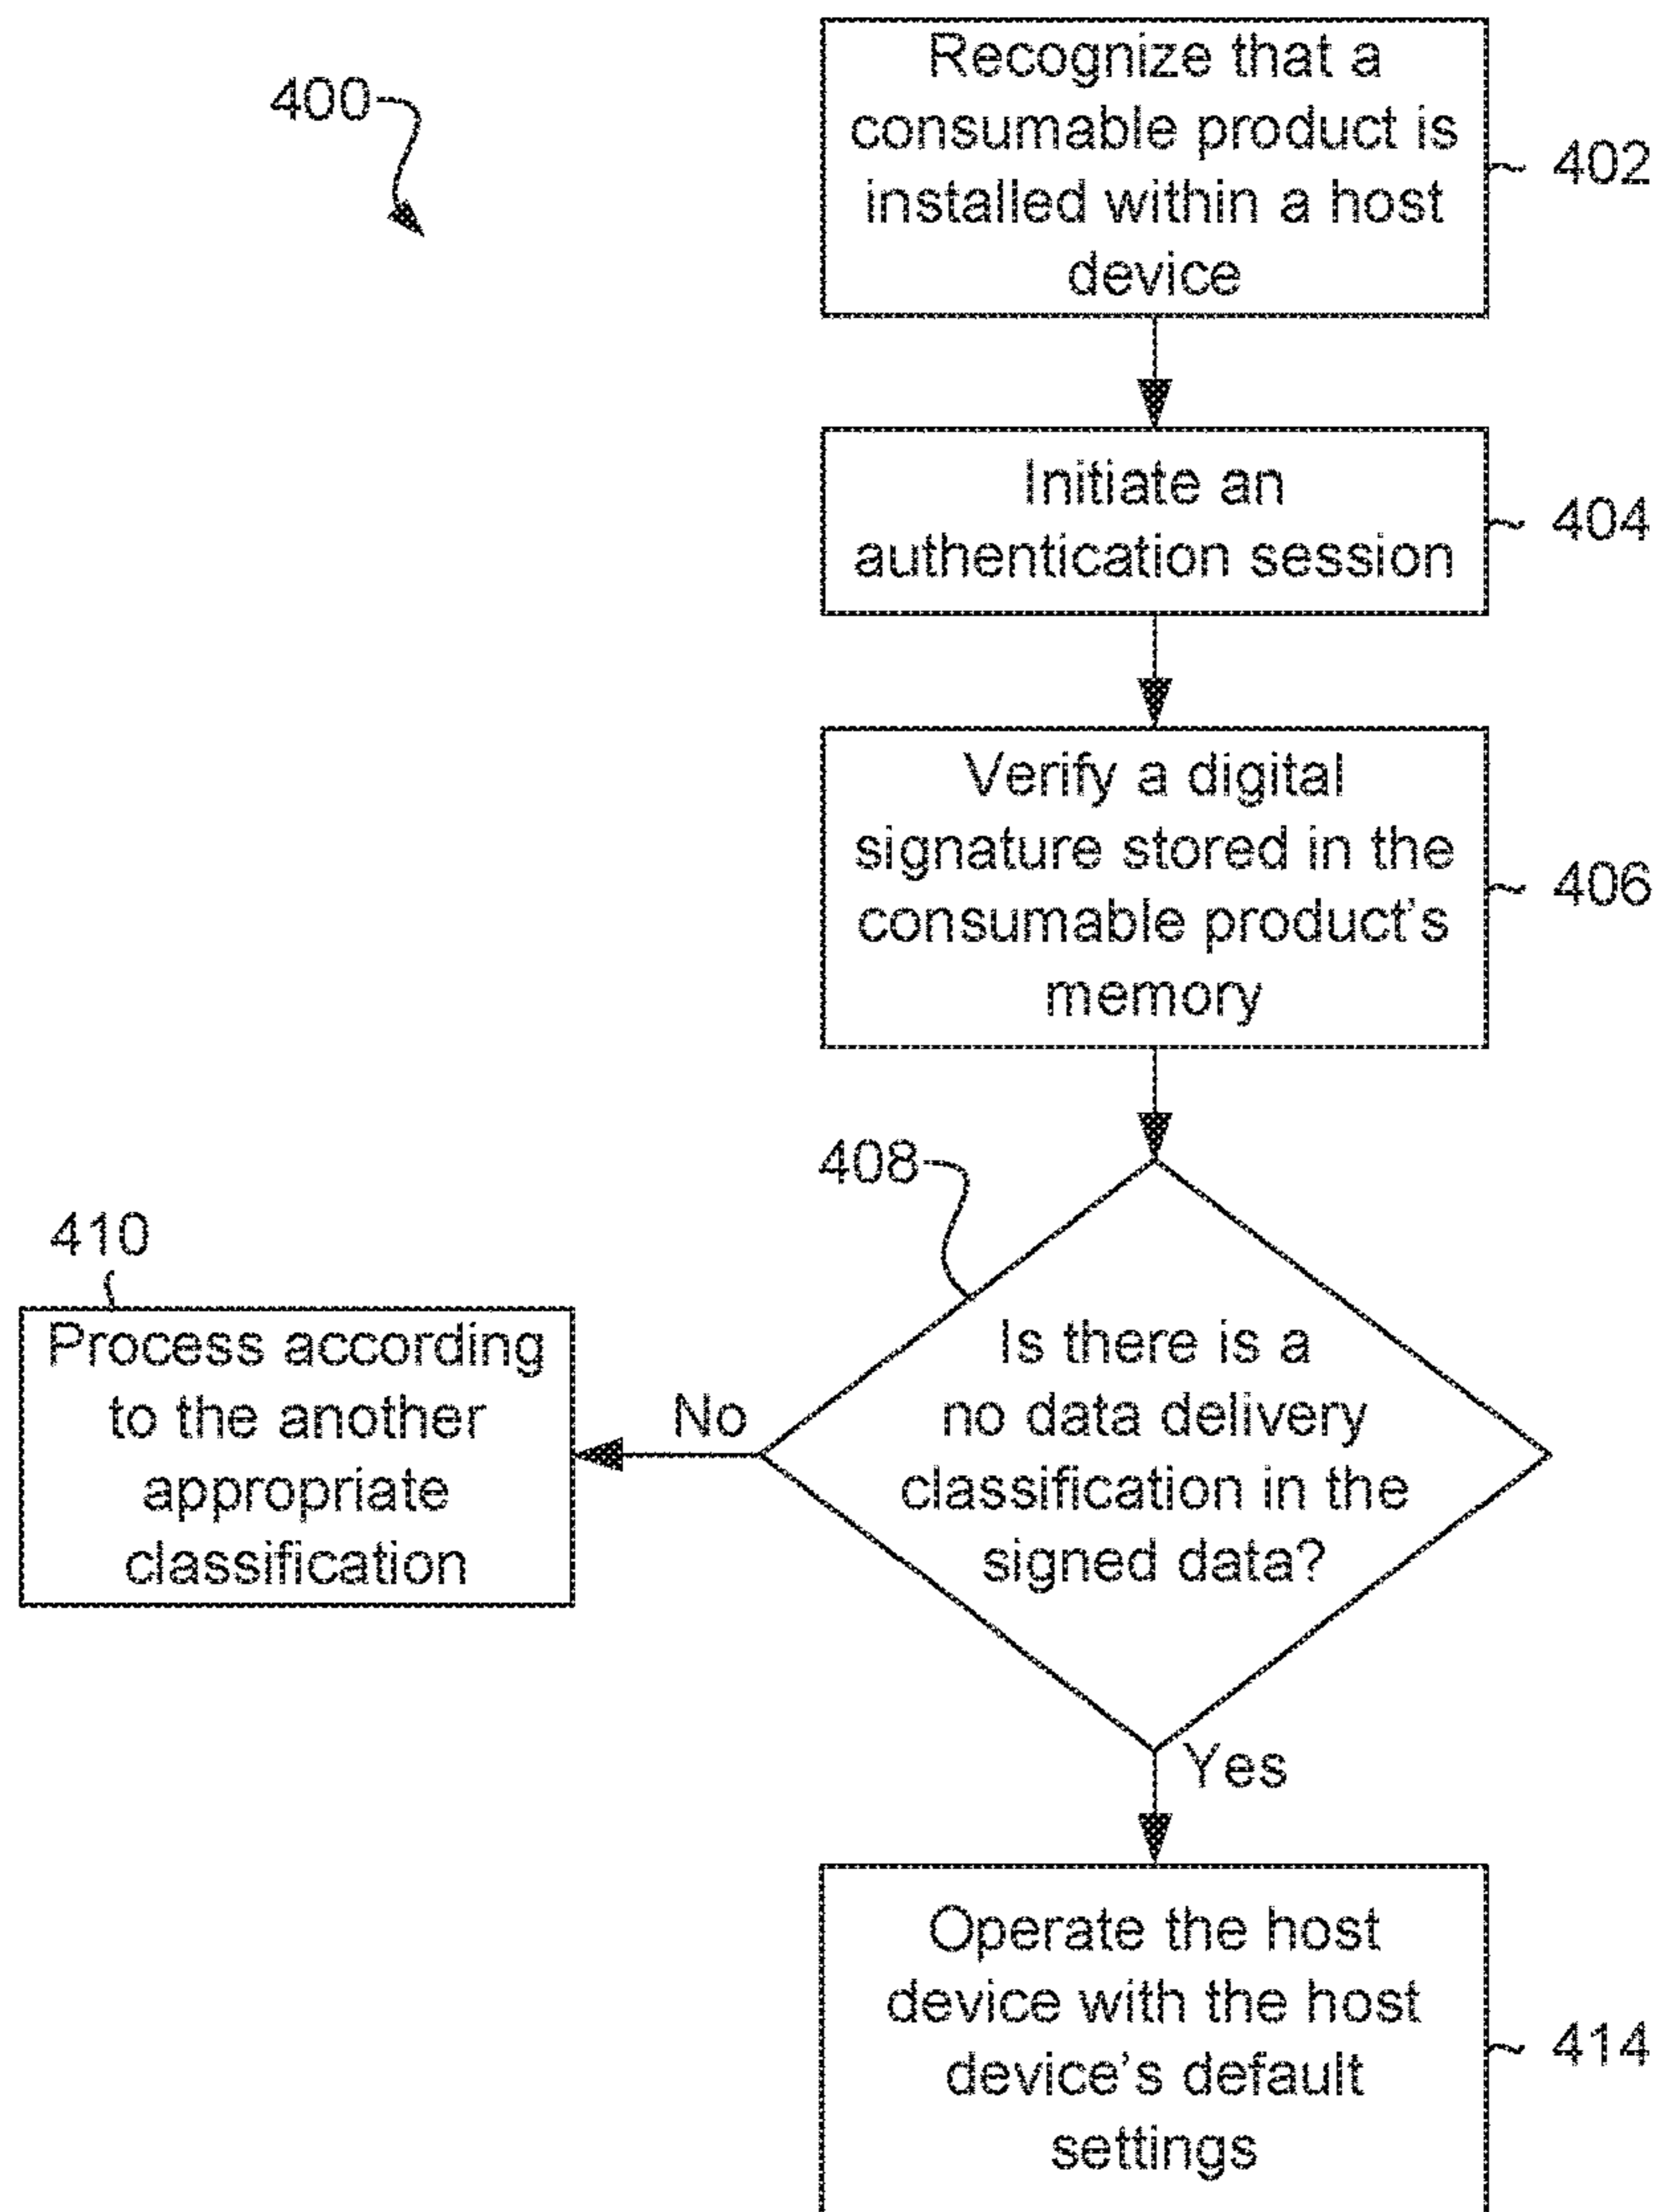 400
Recognize that a
consumable product is
installed within a host
device
402
Initiate an
authentication session
404
Verify a digital
signature stored in the
consumable product's
memory
406
408
Is there is a
no data delivery
classification in the
signed data?
No
410
Process according
to the another
appropriate
classification
Yes
Operate the host
device with the host
device's default
settings
414